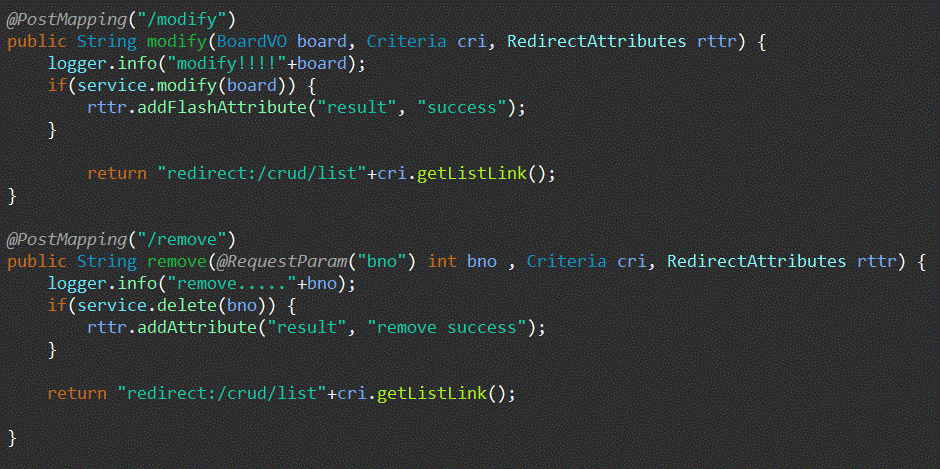 @PostMapping("/modify")
public String modify(BoardVO board, Criteria cri, RedirectAttributes rttr) {
    logger.info("modify!!!!"+board);
    if(service.modify(board)) {
        rttr.addFlashAttribute("result", "success");
    }

        return "redirect:/crud/list"+cri.getListLink();
}

@PostMapping("/remove")
public String remove(@RequestParam("bno") int bno , Criteria cri, RedirectAttributes rttr) {
    logger.info("remove....."+bno);
    if(service.delete(bno)) {
        rttr.addAttribute("result", "remove success");
    }

    return "redirect:/crud/list"+cri.getListLink();

}